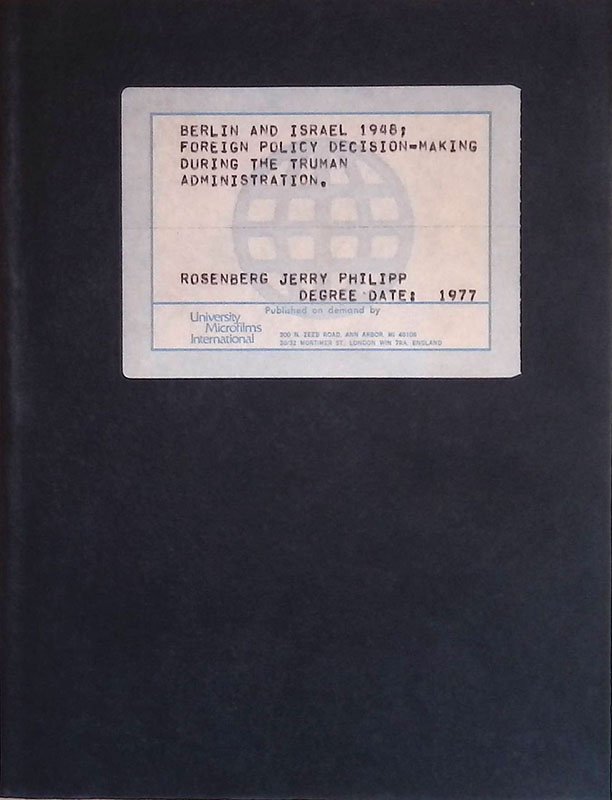 BERLIN AND ISRAEL 1948;
FOREIGN POLICY DECISION-MAKING
DURING THE TRUMAN
ADMINISTRATION.
ROSENBERG JERRY PHILIPP
DEGREE DATE: 1977
Published on demand by
University
Microfilms
International
300 N. ZEEB ROAD, ANN ARBOR, MI 48106
30/32 MORTIMER ST., LONDON W1N 7RA, ENGLAND